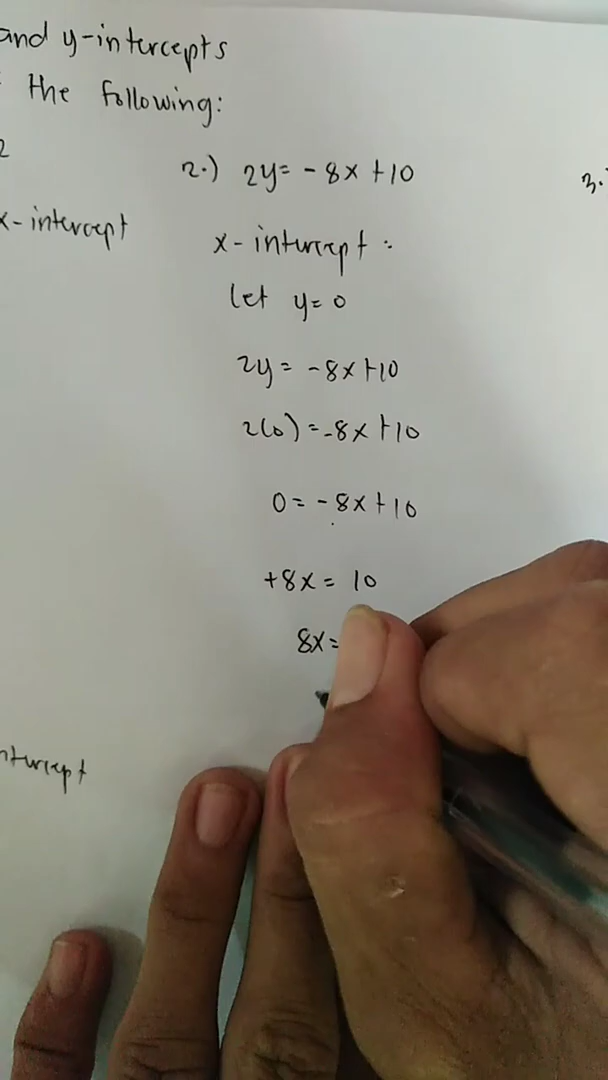 and y-intercepts
the following:
2
x-intercept
2.) 2y= -8x+10
3.
x-intercept:
let y=0
2y= -8x+10
2(0)=-8x+10
0= -8x+10
+8x= 10
8x=
ntercept